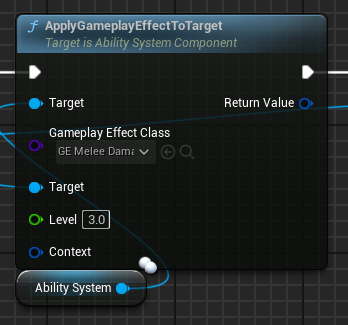 f ApplyGameplayEffectToTarget
Target is Ability System Component
Target
Return Value
Gameplay Effect Class
GE Melee Dama
Target
Level 3.0
Context
Ability System